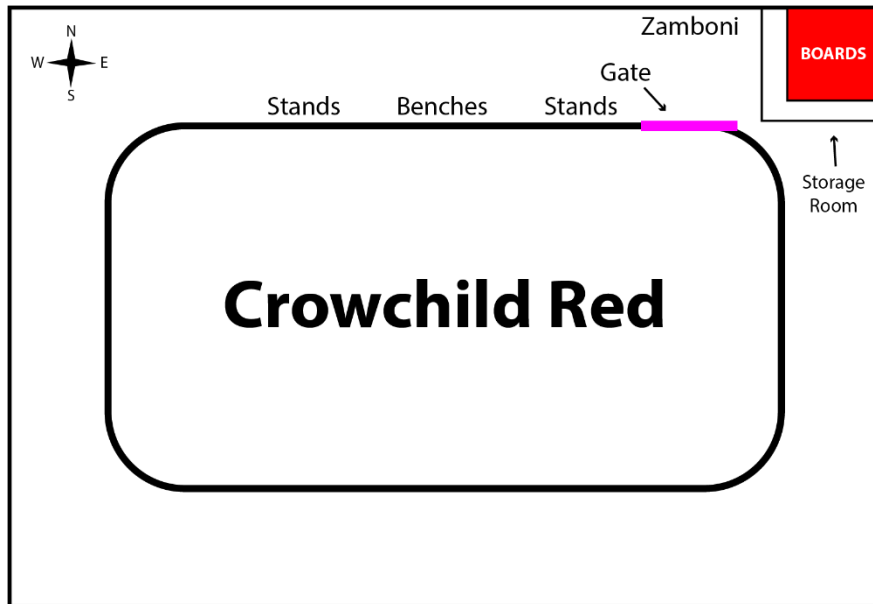 Zamboni
BOARDS
N
W E
S
Gate
Stands Benches Stands
Storage
Room
Crowchild Red